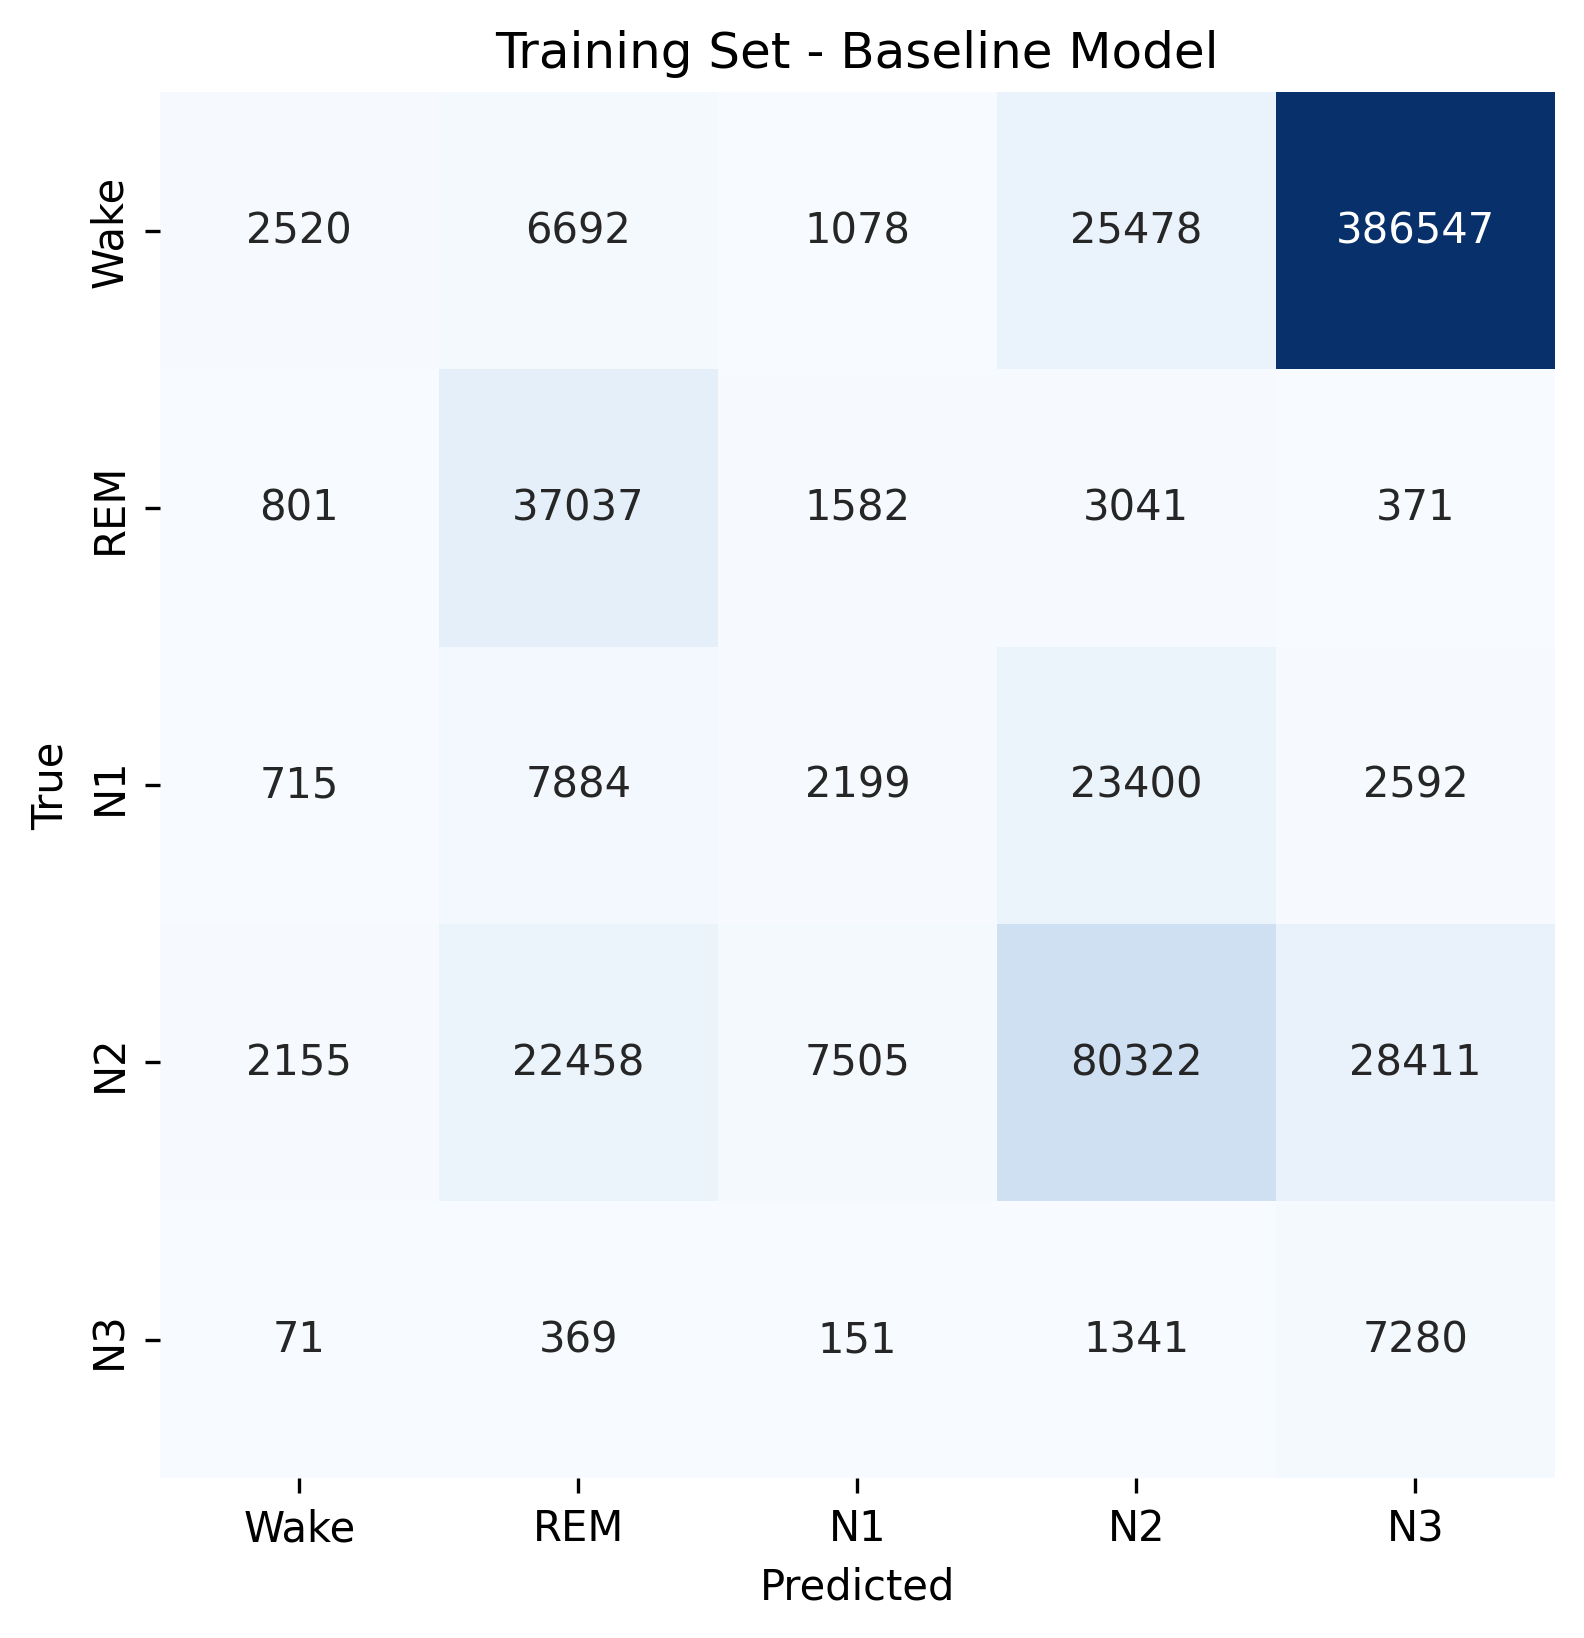 Training Set - Baseline Model
True
Wake 2520 6692 1078 25478 386547
REM 801 37037 1582 3041 371
N1 715 7884 2199 23400 2592
N2 2155 22458 7505 80322 28411
N3 71 369 151 1341 7280
Wake REM N1 N2 N3
Predicted